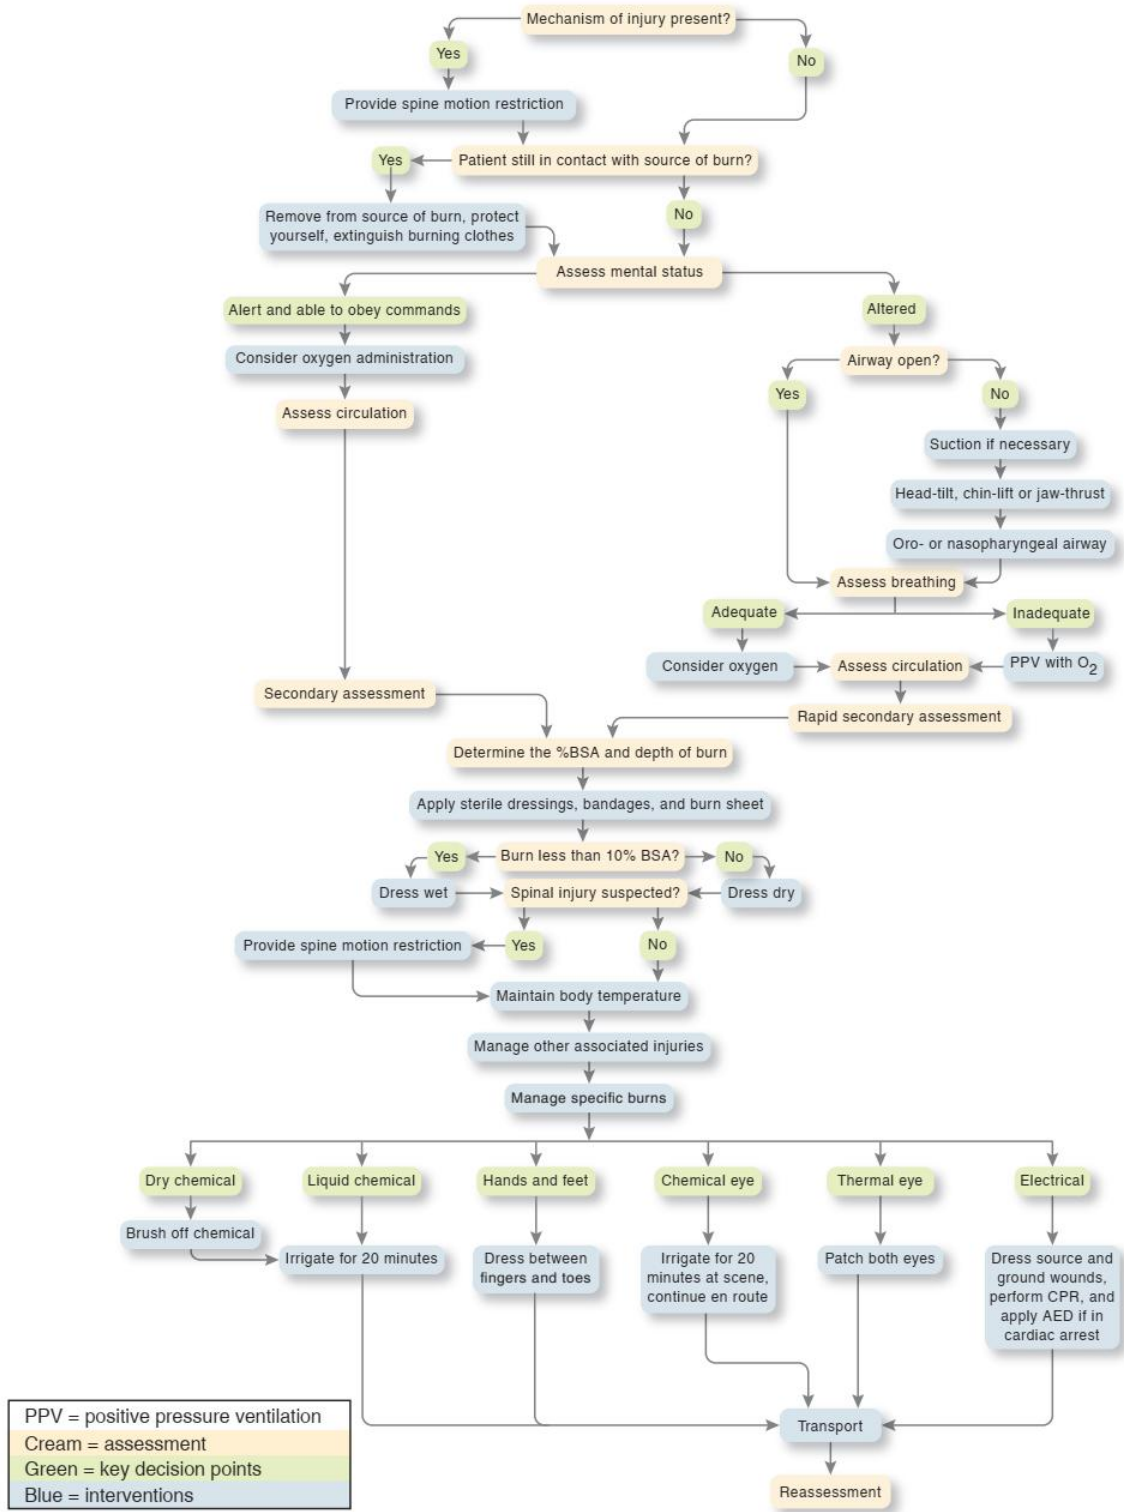 Mechanism of injury present?
Yes
No
Provide spine motion restriction
Patient still in contact with source of burn?
Yes
No
Remove from source of burn, protect
yourself, extinguish burning clothes
Assess mental status
Alert and able to obey commands
Altered
Consider oxygen administration
Airway open?
Yes
No
Assess circulation
Suction if necessary
Head-tilt, chin-lift or jaw-thrust
Oro- or nasopharyngeal airway
Assess breathing
Adequate
Inadequate
Consider oxygen
Assess circulation
PPV with O2
Secondary assessment
Rapid secondary assessment
Determine the %BSA and depth of burn
Apply sterile dressings, bandages, and burn sheet
Yes
Burn less than 10% BSA?
No
Dress wet
Spinal injury suspected?
Dress dry
Provide spine motion restriction
Yes
No
Maintain body temperature
Manage other associated injuries
Manage specific burns
Dry chemical
Liquid chemical
Hands and feet
Chemical eye
Thermal eye
Electrical
Brush off chemical
Irrigate for 20 minutes
Dress between
fingers and toes
Irrigate for 20
minutes at scene,
continue en route
Patch both eyes
Dress source and
ground wounds,
perform CPR, and
apply AED if in
cardiac arrest
Transport
Reassessment
PPV = positive pressure ventilation
Cream = assessment
Green = key decision points
Blue = interventions